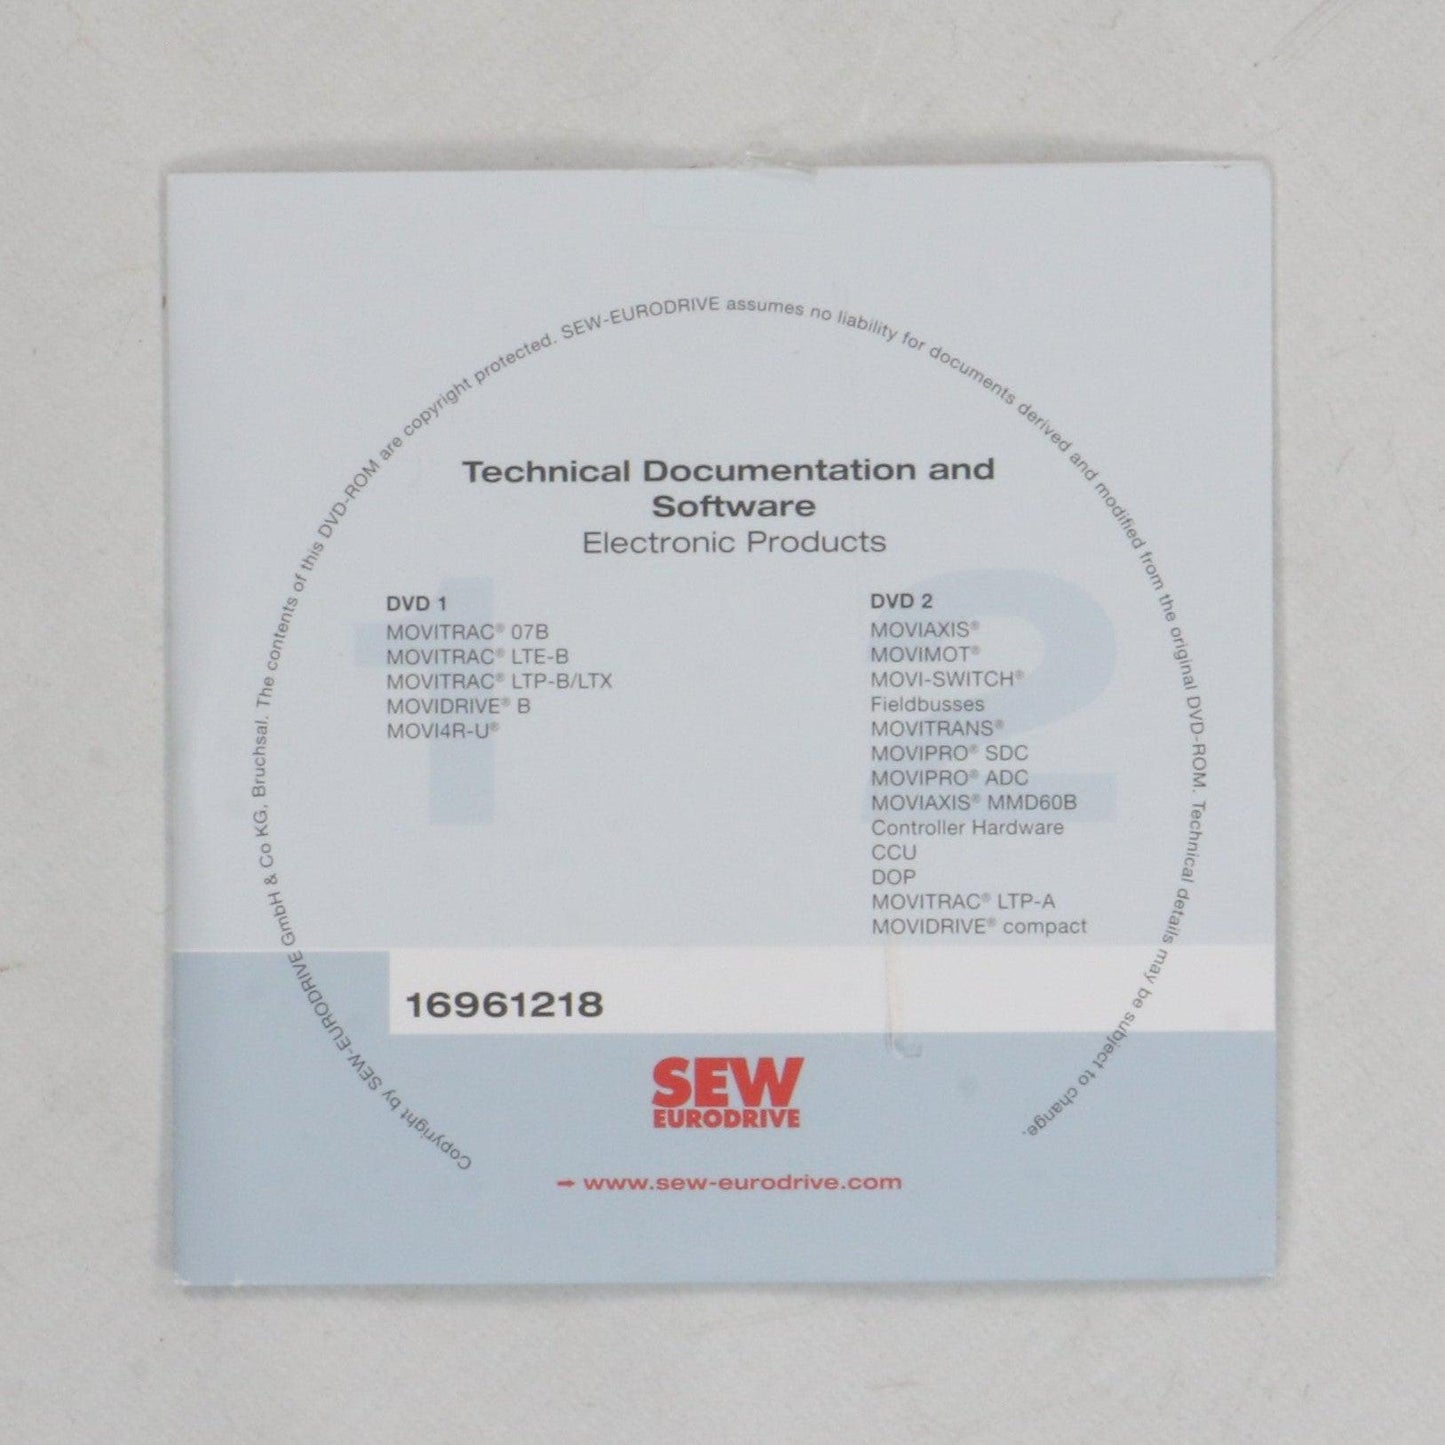 Copyright by SEW-EURODRIVE GmbH & Co KG, Bruchsal. The contents of this DVD-ROM are copyright protected. SEW-EURODRIVE assumes no liability for documents derived and modified from the original DVD-ROM. Technical details may be subject to change.
Technical Documentation and
Software
Electronic Products
1
DVD 1
MOVITRAC® 07B
MOVITRAC® LTE-B
MOVITRAC® LTP-B/LTX
MOVIDRIVE® B
MOVI4R-U®
2
DVD 2
MOVIAXIS®
MOVIMOT®
MOVI-SWITCH®
Fieldbusses
MOVITRANS®
MOVIPRO® SDC
MOVIPRO® ADC
MOVIAXIS® MMD60B
Controller Hardware
CCU
DOP
MOVITRAC® LTP-A
MOVIDRIVE® compact
16961218
SEW
EURODRIVE
➞ www.sew-eurodrive.com